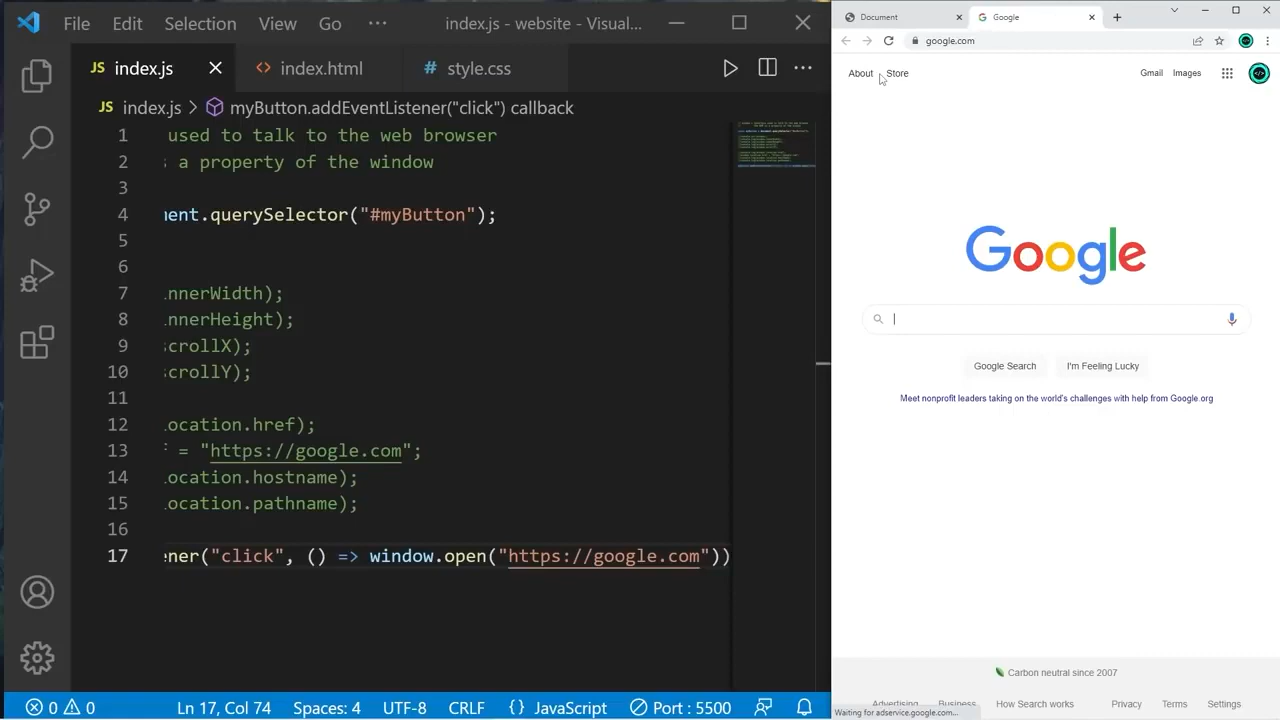 File Edit Selection View Go ··· index.js - website - Visual...
JS index.js <> index.html # style.css
JS index.js > myButton.addEventListener("click") callback
1 used to talk to the web browser
2 a property of the window
3
4 ent.querySelector("#myButton");
5
6
7 nnerWidth);
8 nnerHeight);
9 scrollX);
10 scrollY);
11
12 ocation.href);
13 = "https://google.com";
14 ocation.hostname);
15 ocation.pathname);
16
17 ener("click", () => window.open("https://google.com"))
0 0 Ln 17, Col 74 Spaces: 4 UTF-8 CRLF {} JavaScript Port : 5500
Document Google
google.com
About Store Gmail Images
Google
Google Search I'm Feeling Lucky
Meet nonprofit leaders taking on the world's challenges with help from Google.org
Carbon neutral since 2007
Advertising Business How Search works Privacy Terms Settings
Waiting for adservice.google.com...